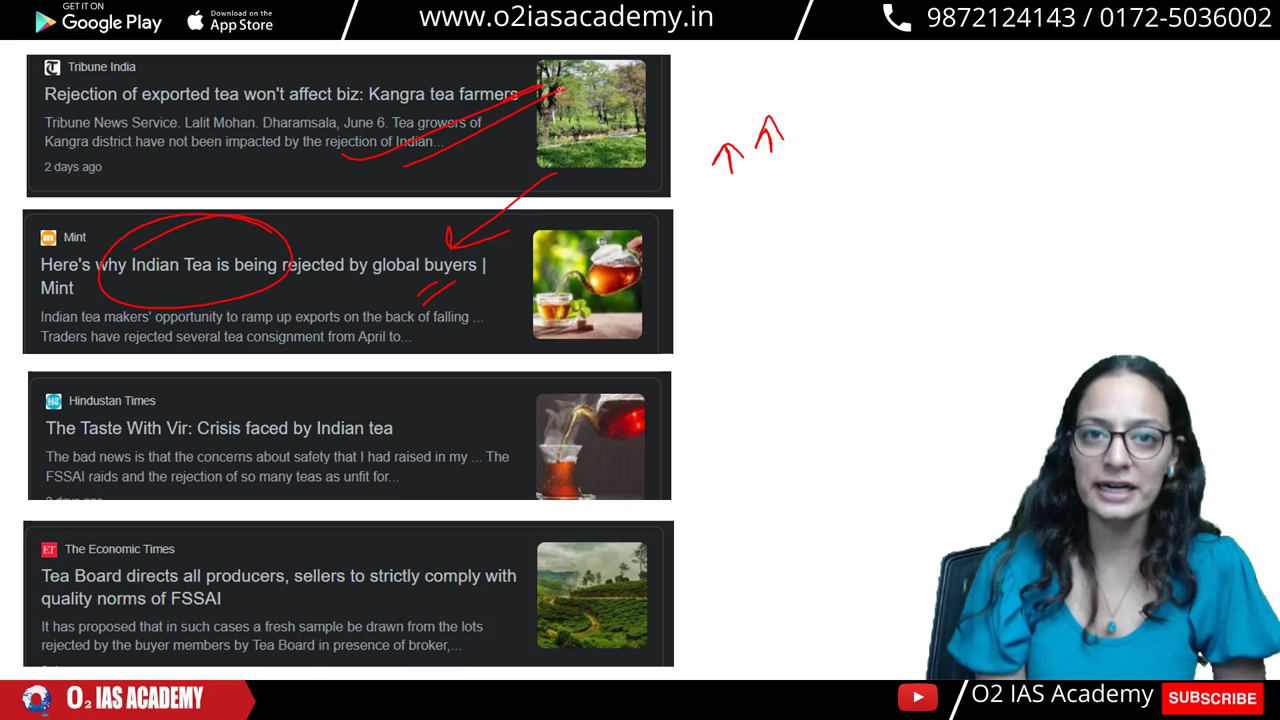 GET IT ON
Google Play
Download on the
App Store
www.o2iasacademy.in
9872124143 / 0172-5036002
Tribune India
Rejection of exported tea won't affect biz: Kangra tea farmers
Tribune News Service. Lalit Mohan. Dharamsala, June 6. Tea growers of
Kangra district have not been impacted by the rejection of Indian...
2 days ago
Mint
Here's why Indian Tea is being rejected by global buyers |
Mint
Indian tea makers' opportunity to ramp up exports on the back of falling ...
Traders have rejected several tea consignment from April to...
Hindustan Times
The Taste With Vir: Crisis faced by Indian tea
The bad news is that the concerns about safety that I had raised in my ... The
FSSAI raids and the rejection of so many teas as unfit for...
ET The Economic Times
Tea Board directs all producers, sellers to strictly comply with
quality norms of FSSAI
It has proposed that in such cases a fresh sample be drawn from the lots
rejected by the buyer members by Tea Board in presence of broker,...
O2 IAS ACADEMY
O2 IAS Academy
SUBSCRIBE